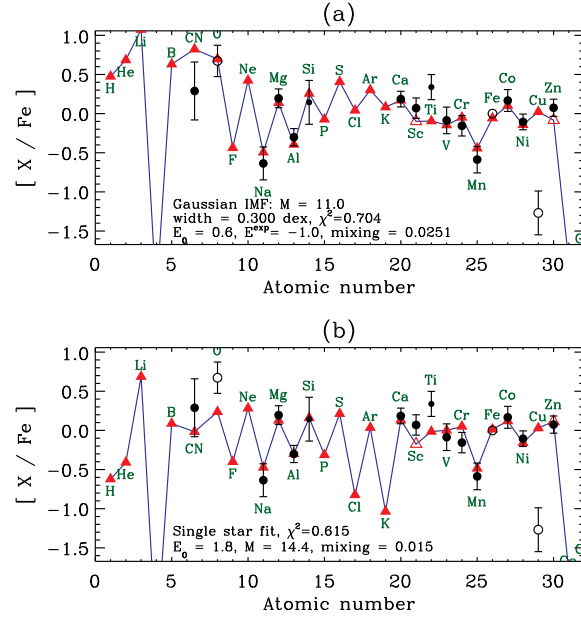 (a)
1.0
0.5
0.0
−0.5
−1.0
−1.5
[ X / Fe ]
H
He
Li
B
CN
O
F
Ne
Na
Mg
Al
Si
P
S
Cl
Ar
K
Ca
Sc
Ti
V
Cr
Mn
Fe
Co
Ni
Cu
Zn
G
Gaussian IMF: M = 11.0
width = 0.300 dex, χ²=0.704
E₀ = 0.6, Eᵉˣᵖ= −1.0, mixing = 0.0251
0 5 10 15 20 25 30
Atomic number
(b)
1.0
0.5
0.0
−0.5
−1.0
−1.5
[ X / Fe ]
H
He
Li
B
CN
O
F
Ne
Na
Mg
Al
Si
P
S
Cl
Ar
K
Ca
Sc
Ti
V
Cr
Mn
Fe
Co
Ni
Cu
Zn
Single star fit, χ²=0.615
E₀ = 1.8, M = 14.4, mixing = 0.015
0 5 10 15 20 25 30
Atomic number